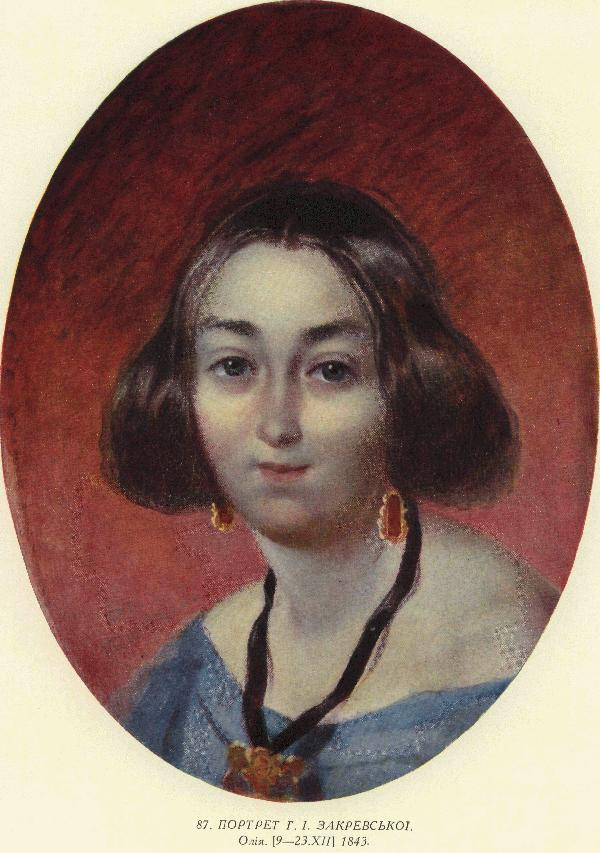 87. ПОРТРЕТ Г. І. ЗАКРЕВСЬКОЇ.
Олія. [9—23.XII] 1843.